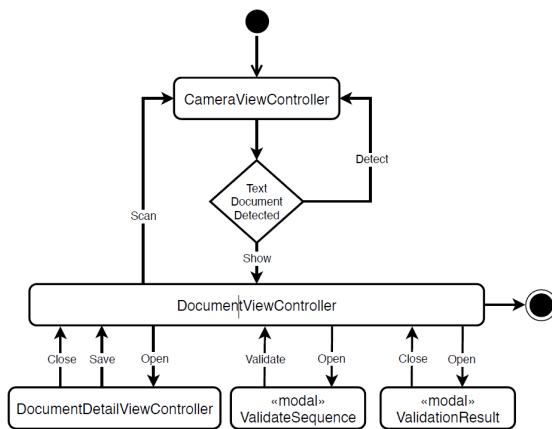 CameraViewController
Detect
Text
Document
Detected
Scan
Show
DocumentViewController
Close
Save
Open
Validate
Open
Close
Open
DocumentDetailViewController
«modal»
ValidateSequence
«modal»
ValidationResult